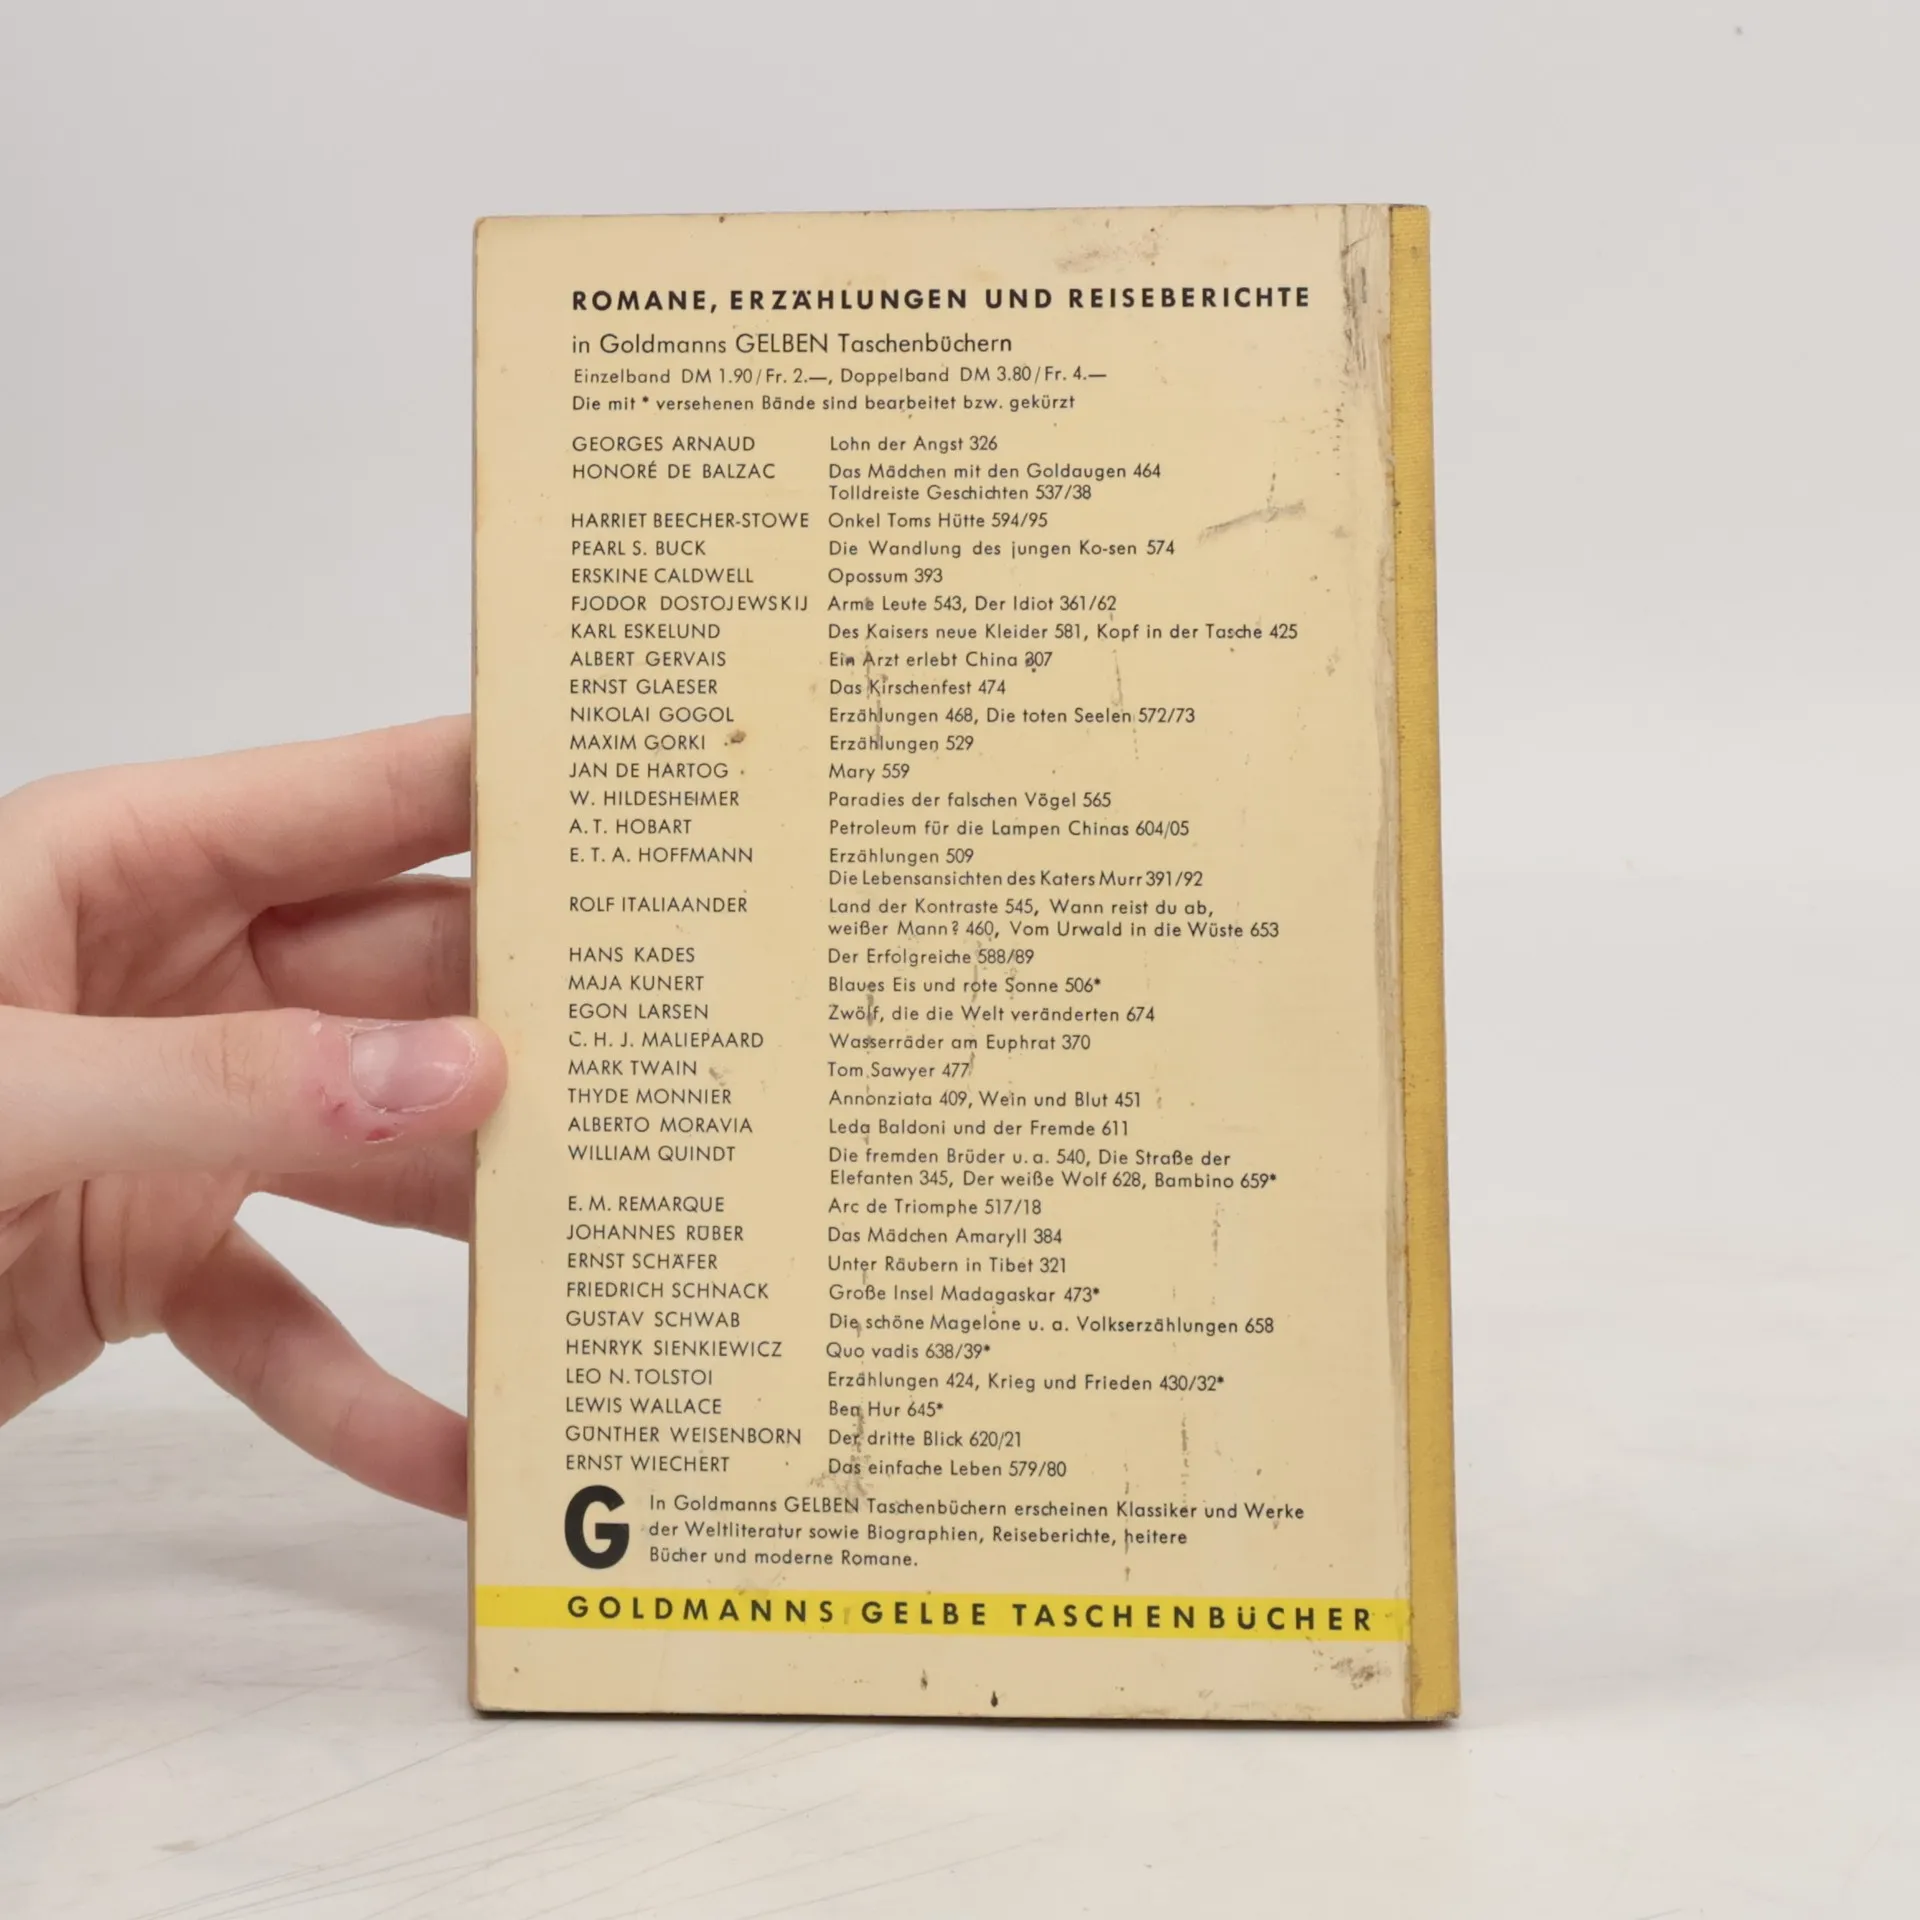 ROMANE, ERZÄHLUNGEN UND REISEBERICHTE
in Goldmanns GELBEN Taschenbüchern
Einzelband DM 1.90/Fr. 2.—, Doppelband DM 3.80/Fr. 4.—
Die mit * versehenen Bände sind bearbeitet bzw. gekürzt
GEORGES ARNAUD Lohn der Angst 326
HONORÉ DE BALZAC Das Mädchen mit den Goldaugen 464
Tolldreiste Geschichten 537/38
HARRIET BEECHER-STOWE Onkel Toms Hütte 594/95
PEARL S. BUCK Die Wandlung des jungen Ko-sen 574
ERSKINE CALDWELL Opossum 393
FJODOR DOSTOJEWSKIJ Arme Leute 543, Der Idiot 361/62
KARL ESKELUND Des Kaisers neue Kleider 581, Kopf in der Tasche 425
ALBERT GERVAIS Ein Arzt erlebt China 307
ERNST GLAESER Das Kirschenfest 474
NIKOLAI GOGOL Erzählungen 468, Die toten Seelen 572/73
MAXIM GORKI Erzählungen 529
JAN DE HARTOG Mary 559
W. HILDESHEIMER Paradies der falschen Vögel 565
A. T. HOBART Petroleum für die Lampen Chinas 604/05
E. T. A. HOFFMANN Erzählungen 509
Die Lebensansichten des Katers Murr 391/92
ROLF ITALIAANDER Land der Kontraste 545, Wann reist du ab,
weißer Mann? 460, Vom Urwald in die Wüste 653
HANS KADES Der Erfolgreiche 588/89
MAJA KUNERT Blaues Eis und rote Sonne 506*
EGON LARSEN Zwölf, die die Welt veränderten 674
C. H. J. MALIEPAARD Wasserräder am Euphrat 370
MARK TWAIN Tom Sawyer 477
THYDE MONNIER Annonziata 409, Wein und Blut 451
ALBERTO MORAVIA Leda Baldoni und der Fremde 611
WILLIAM QUINDT Die fremden Brüder u. a. 540, Die Straße der
Elefanten 345, Der weiße Wolf 628, Bambino 659*
E. M. REMARQUE Arc de Triomphe 517/18
JOHANNES RÜBER Das Mädchen Amaryll 384
ERNST SCHÄFER Unter Räubern in Tibet 321
FRIEDRICH SCHNACK Große Insel Madagaskar 473*
GUSTAV SCHWAB Die schöne Magelone u. a. Volkserzählungen 658
HENRYK SIENKIEWICZ Quo vadis 638/39*
LEO N. TOLSTOI Erzählungen 424, Krieg und Frieden 430/32*
LEWIS WALLACE Ben Hur 645*
GÜNTHER WEISENBORN Der dritte Blick 620/21
ERNST WIECHERT Das einfache Leben 579/80
G In Goldmanns GELBEN Taschenbüchern erscheinen Klassiker und Werke
der Weltliteratur sowie Biographien, Reiseberichte, heitere
Bücher und moderne Romane.
GOLDMANNS GELBE TASCHENBÜCHER